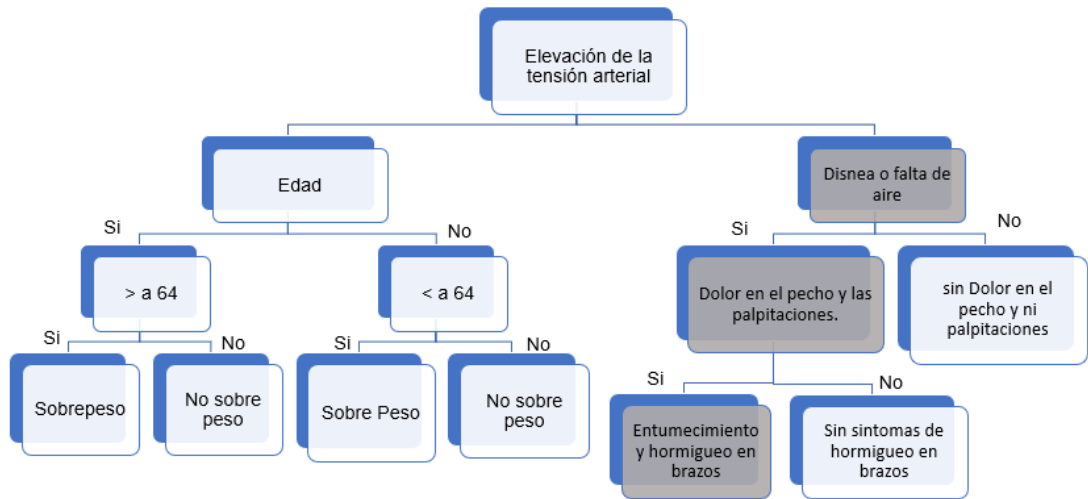 Elevación de la
tensión arterial
Edad
Disnea o falta de
aire
Si
No
Si
No
> a 64
< a 64
Dolor en el pecho y las
palpitaciones.
sin Dolor en el
pecho y ni
palpitaciones
Si
No
Si
No
Si
No
Sobrepeso
No sobre
peso
Sobre Peso
No sobre
peso
Entumecimiento
y hormigueo en
brazos
Sin sintomas de
hormigueo en
brazos